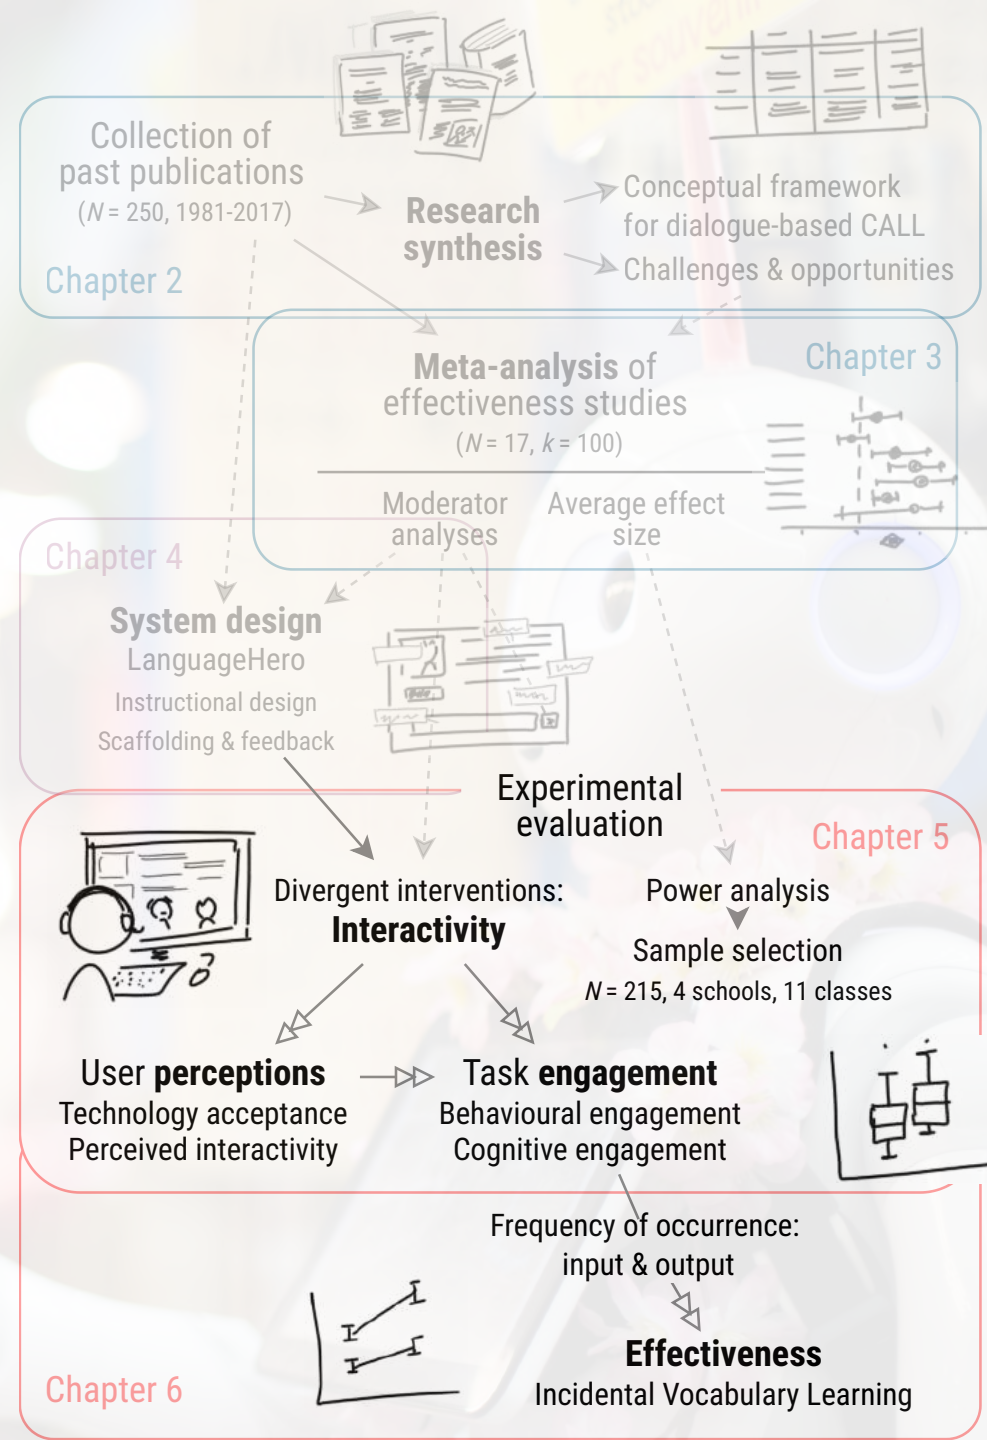 for souvenir
Collection of
past publications
(N = 250, 1981-2017)
Chapter 2
Research
synthesis
Conceptual framework
for dialogue-based CALL
Challenges & opportunities
Chapter 3
Meta-analysis of
effectiveness studies
(N = 17, k = 100)
Moderator
analyses
Average effect
size
Chapter 4
System design
LanguageHero
Instructional design
Scaffolding & feedback
Experimental
evaluation
Chapter 5
Divergent interventions:
Interactivity
Power analysis
Sample selection
N = 215, 4 schools, 11 classes
User perceptions
Technology acceptance
Perceived interactivity
Task engagement
Behavioural engagement
Cognitive engagement
Frequency of occurrence:
input & output
Effectiveness
Incidental Vocabulary Learning
Chapter 6